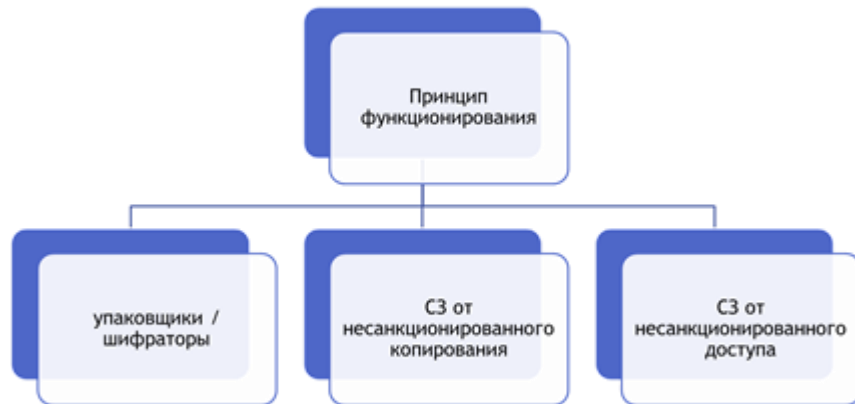 Принцип
функционирования
упаковщики /
шифраторы
СЗ от
несанкционированного
копирования
СЗ от
несанкционированного
доступа